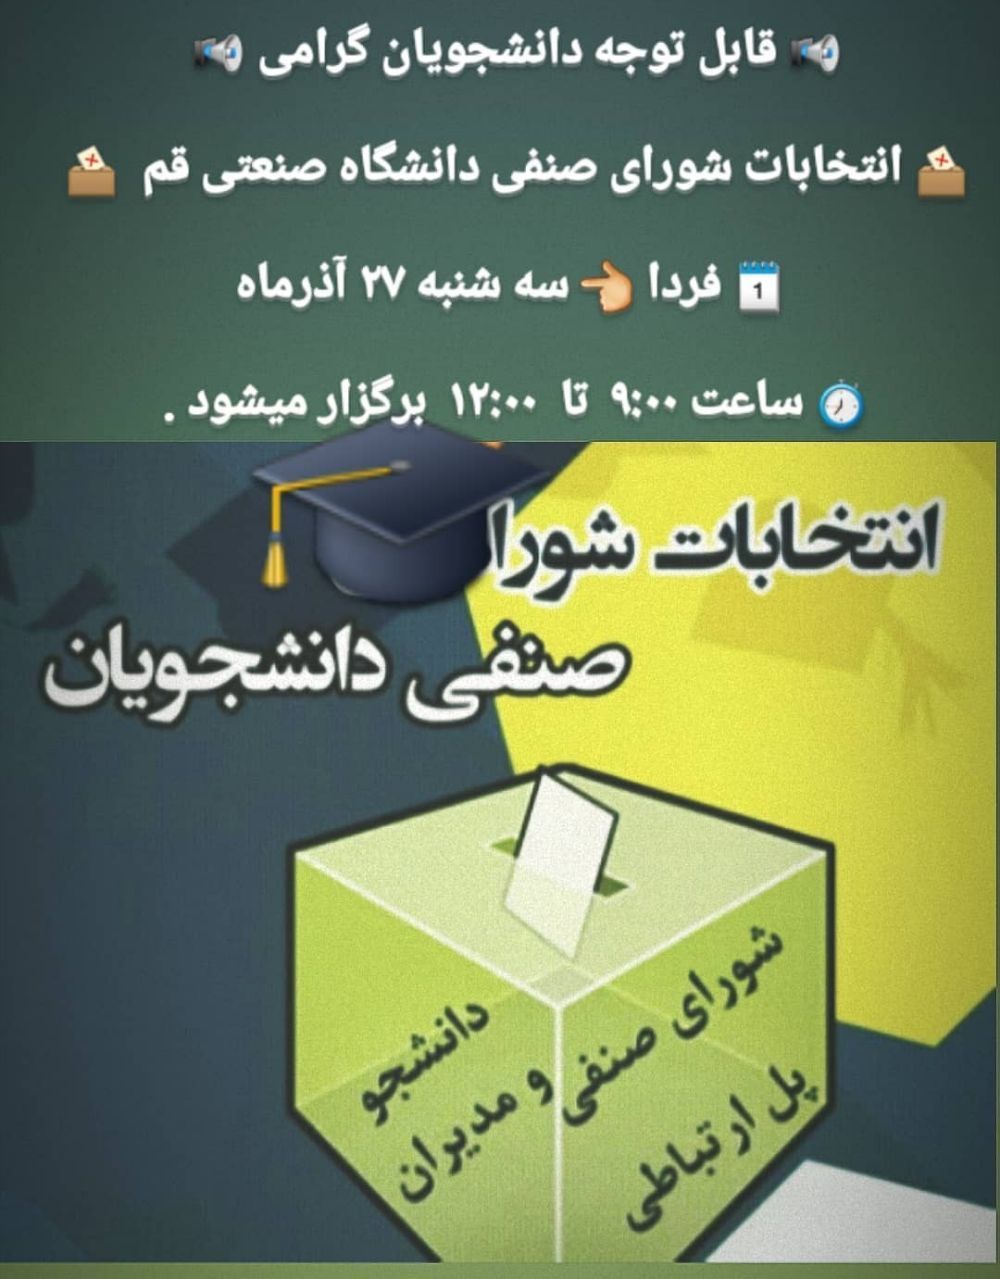 📢 قابل توجه دانشجویان گرامی 📢
🗳 انتخابات شورای صنفی دانشگاه صنعتی قم 🗳
🗓 فردا 👈 سه شنبه ۲۷ آذرماه
⏱ ساعت ۹:۰۰ تا ۱۲:۰۰ برگزار میشود .
انتخابات شورا
صنفی دانشجویان
شورای صنفی
پل ارتباطی
دانشجو
و مدیران